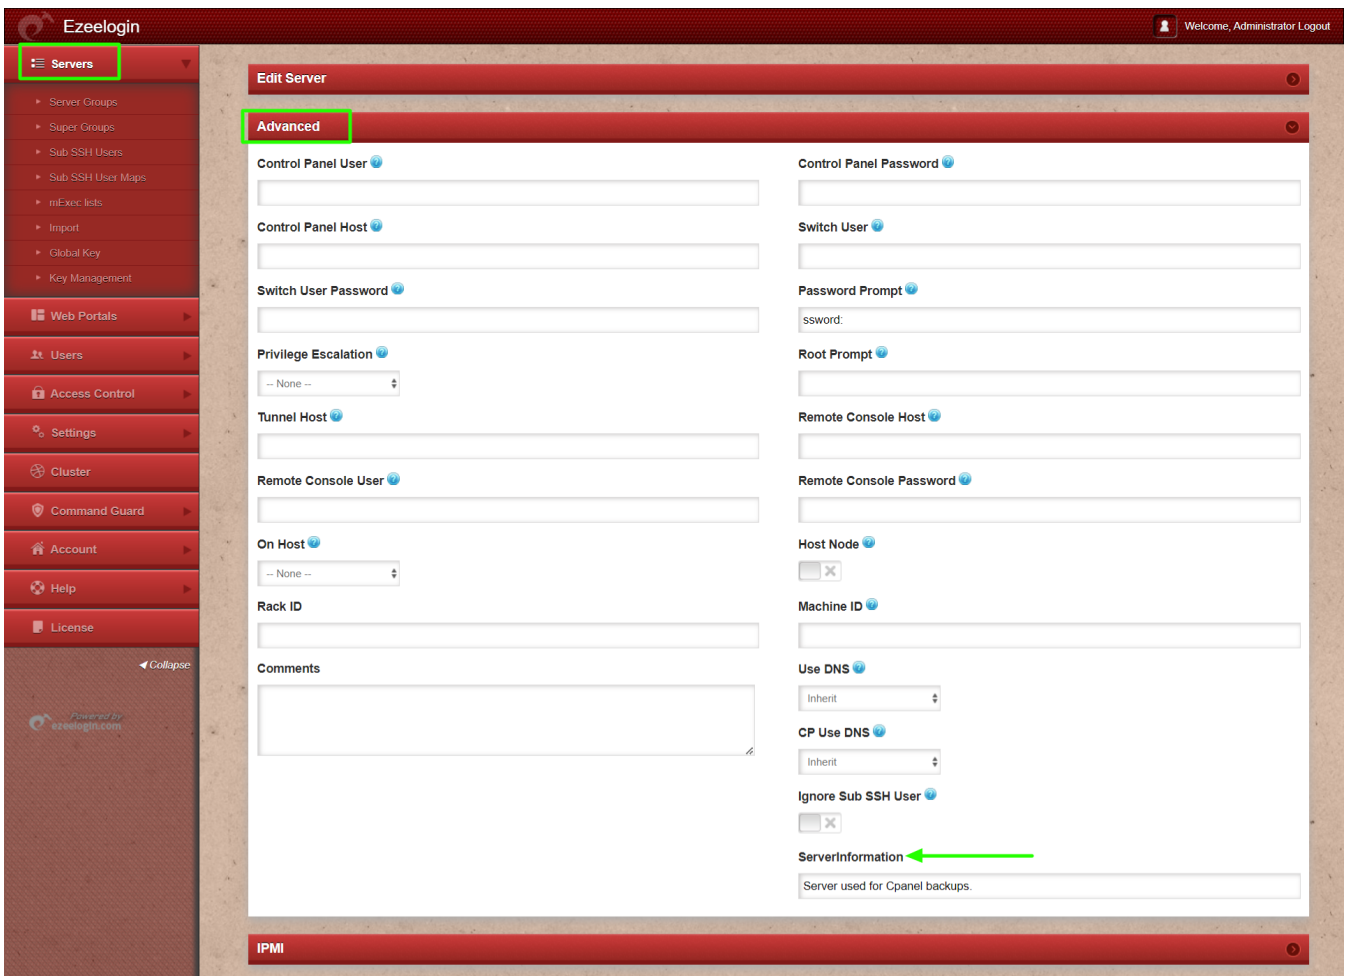 Ezeelogin
Welcome, Administrator Logout
Servers
Server Groups
Super Groups
Sub SSH Users
Sub SSH User Maps
mExec lists
Import
Global Key
Key Management
Web Portals
Users
Access Control
Settings
Cluster
Command Guard
Account
Help
License
Collapse
Powered by
ezeelogin.com
Edit Server
Advanced
Control Panel User
Control Panel Password
Control Panel Host
Switch User
Switch User Password
Password Prompt
ssword:
Privilege Escalation
-- None --
Root Prompt
Tunnel Host
Remote Console Host
Remote Console User
Remote Console Password
On Host
-- None --
Host Node
Rack ID
Machine ID
Comments
Use DNS
Inherit
CP Use DNS
Inherit
Ignore Sub SSH User
ServerInformation
Server used for Cpanel backups.
IPMI